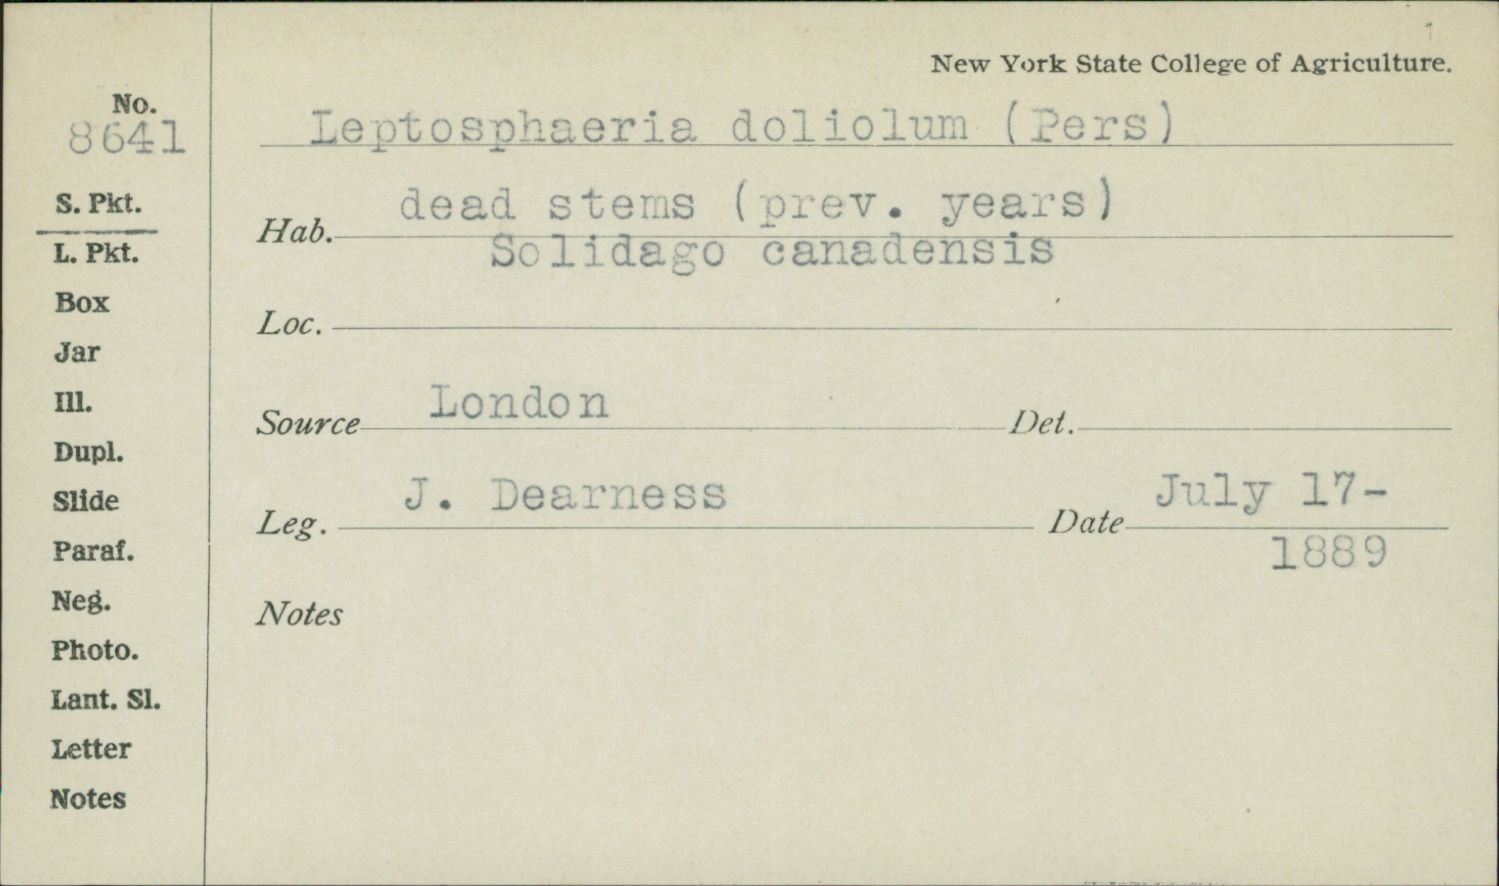 New York State College of Agriculture.
No.
8641
Leptosphaeria doliolum (Pers)
S. Pkt.
L. Pkt.
Box
Jar
Ill.
Dupl.
Slide
Paraf.
Neg.
Photo.
Lant. Sl.
Letter
Notes
Hab. dead stems (prev. years)
Solidago canadensis
Loc.
Source London Det.
Leg. J. Dearness Date July 17-
1889
Notes